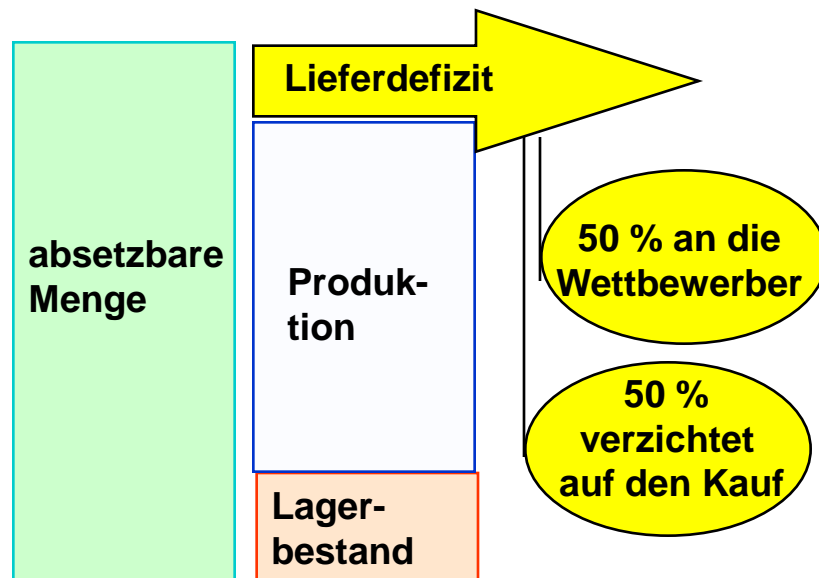 Lieferdefizit
absetzbare
Menge
Produk-
tion
Lager-
bestand
50 % an die
Wettbewerber
50 %
verzichtet
auf den Kauf